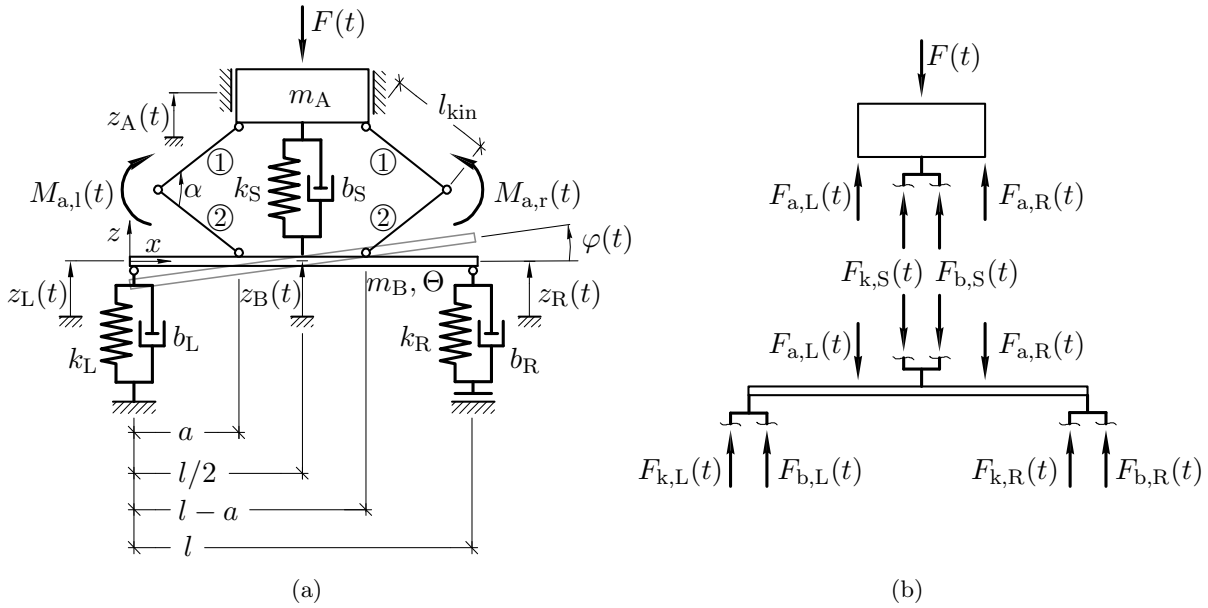 F(t)
m_A
z_A(t)
l_kin
① ①
M_a,l(t) α k_S b_S M_a,r(t)
② ②
z x φ(t)
z_L(t) z_B(t) m_B, Θ z_R(t)
k_L b_L k_R b_R
a
l/2
l − a
l
(a)
F(t)
F_a,L(t) F_a,R(t)
F_k,S(t) F_b,S(t)
F_a,L(t) F_a,R(t)
F_k,L(t) F_b,L(t) F_k,R(t) F_b,R(t)
(b)